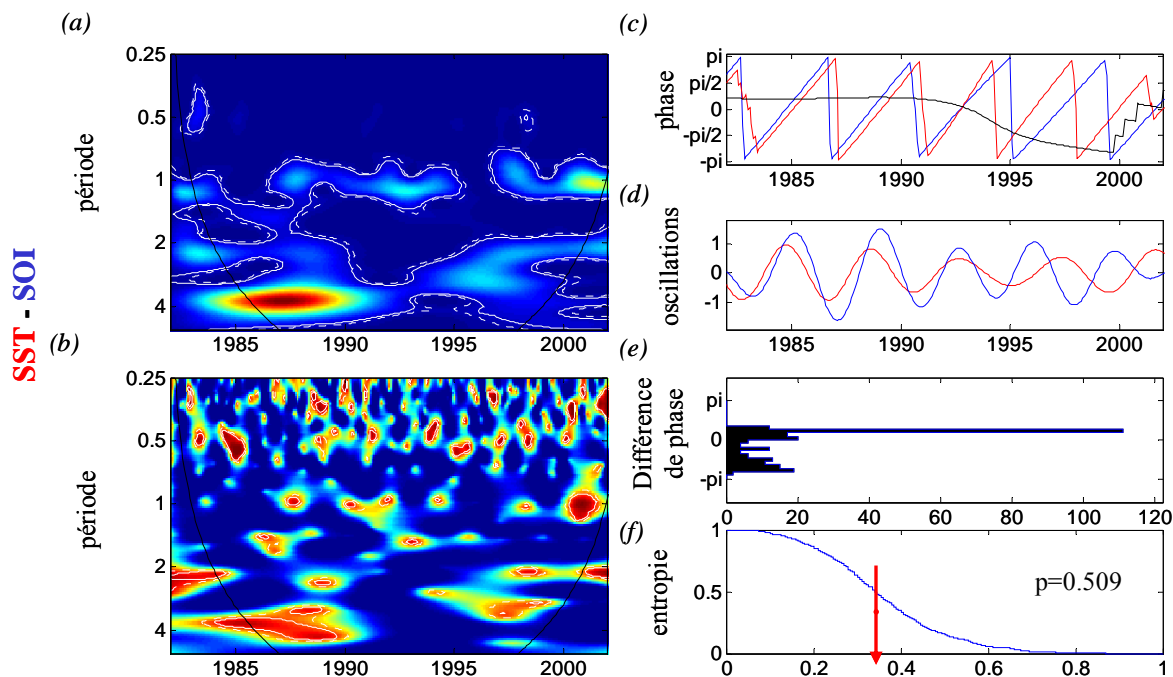 SST - SOI
(a)
période
0.25
0.5
1
2
4
1985 1990 1995 2000
(b)
période
0.25
0.5
1
2
4
1985 1990 1995 2000
(c)
phase
pi
pi/2
0
-pi/2
-pi
1985 1990 1995 2000
(d)
oscillations
1
0
-1
1985 1990 1995 2000
(e)
Différence
de phase
pi
0
-pi
0 20 40 60 80 100 120
(f)
entropie
1
0.5
0
p=0.509
0 0.2 0.4 0.6 0.8 1